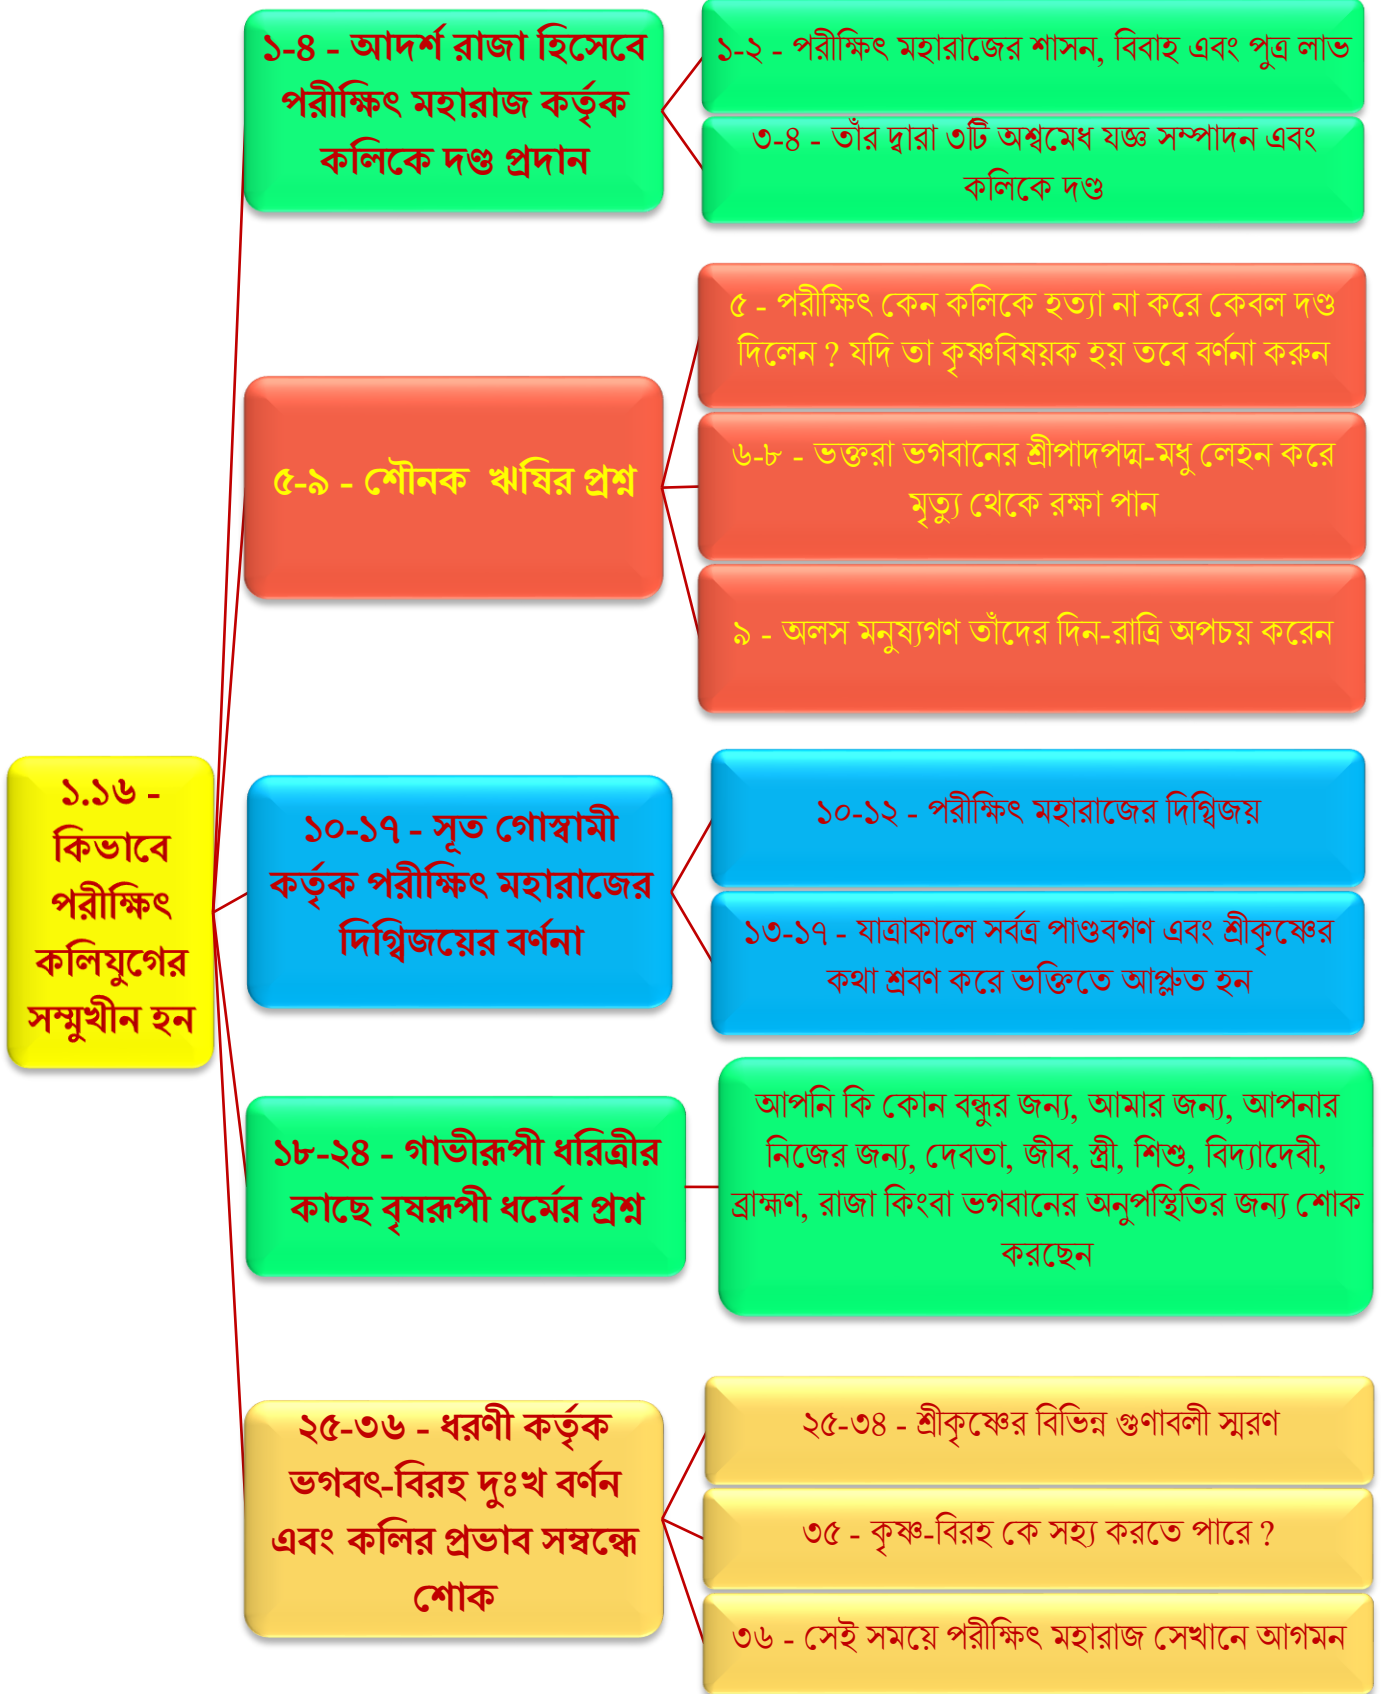 ১.১৬ -
কিভাবে
পরীক্ষিৎ
কলিযুগের
সম্মুখীন হন
১-৪ - আদর্শ রাজা হিসেবে
পরীক্ষিৎ মহারাজ কর্তৃক
কলিকে দণ্ড প্রদান
১-২ - পরীক্ষিৎ মহারাজের শাসন, বিবাহ এবং পুত্র লাভ
৩-৪ - তাঁর দ্বারা ৩টি অশ্বমেধ যজ্ঞ সম্পাদন এবং
কলিকে দণ্ড
৫-৯ - শৌনক ঋষির প্রশ্ন
৫ - পরীক্ষিৎ কেন কলিকে হত্যা না করে কেবল দণ্ড
দিলেন ? যদি তা কৃষ্ণবিষয়ক হয় তবে বর্ণনা করুন
৬-৮ - ভক্তরা ভগবানের শ্রীপাদপদ্ম-মধু লেহন করে
মৃত্যু থেকে রক্ষা পান
৯ - অলস মনুষ্যগণ তাঁদের দিন-রাত্রি অপচয় করেন
১০-১৭ - সূত গোস্বামী
কর্তৃক পরীক্ষিৎ মহারাজের
দিগ্বিজয়ের বর্ণনা
১০-১২ - পরীক্ষিৎ মহারাজের দিগ্বিজয়
১৩-১৭ - যাত্রাকালে সর্বত্র পাণ্ডবগণ এবং শ্রীকৃষ্ণের
কথা শ্রবণ করে ভক্তিতে আপ্লুত হন
১৮-২৪ - গাভীরূপী ধরিত্রীর
কাছে বৃষরূপী ধর্মের প্রশ্ন
আপনি কি কোন বন্ধুর জন্য, আমার জন্য, আপনার
নিজের জন্য, দেবতা, জীব, স্ত্রী, শিশু, বিদ্যাদেবী,
ব্রাহ্মণ, রাজা কিংবা ভগবানের অনুপস্থিতির জন্য শোক
করছেন
২৫-৩৬ - ধরণী কর্তৃক
ভগবৎ-বিরহ দুঃখ বর্ণন
এবং কলির প্রভাব সম্বন্ধে
শোক
২৫-৩৪ - শ্রীকৃষ্ণের বিভিন্ন গুণাবলী স্মরণ
৩৫ - কৃষ্ণ-বিরহ কে সহ্য করতে পারে ?
৩৬ - সেই সময়ে পরীক্ষিৎ মহারাজ সেখানে আগমন